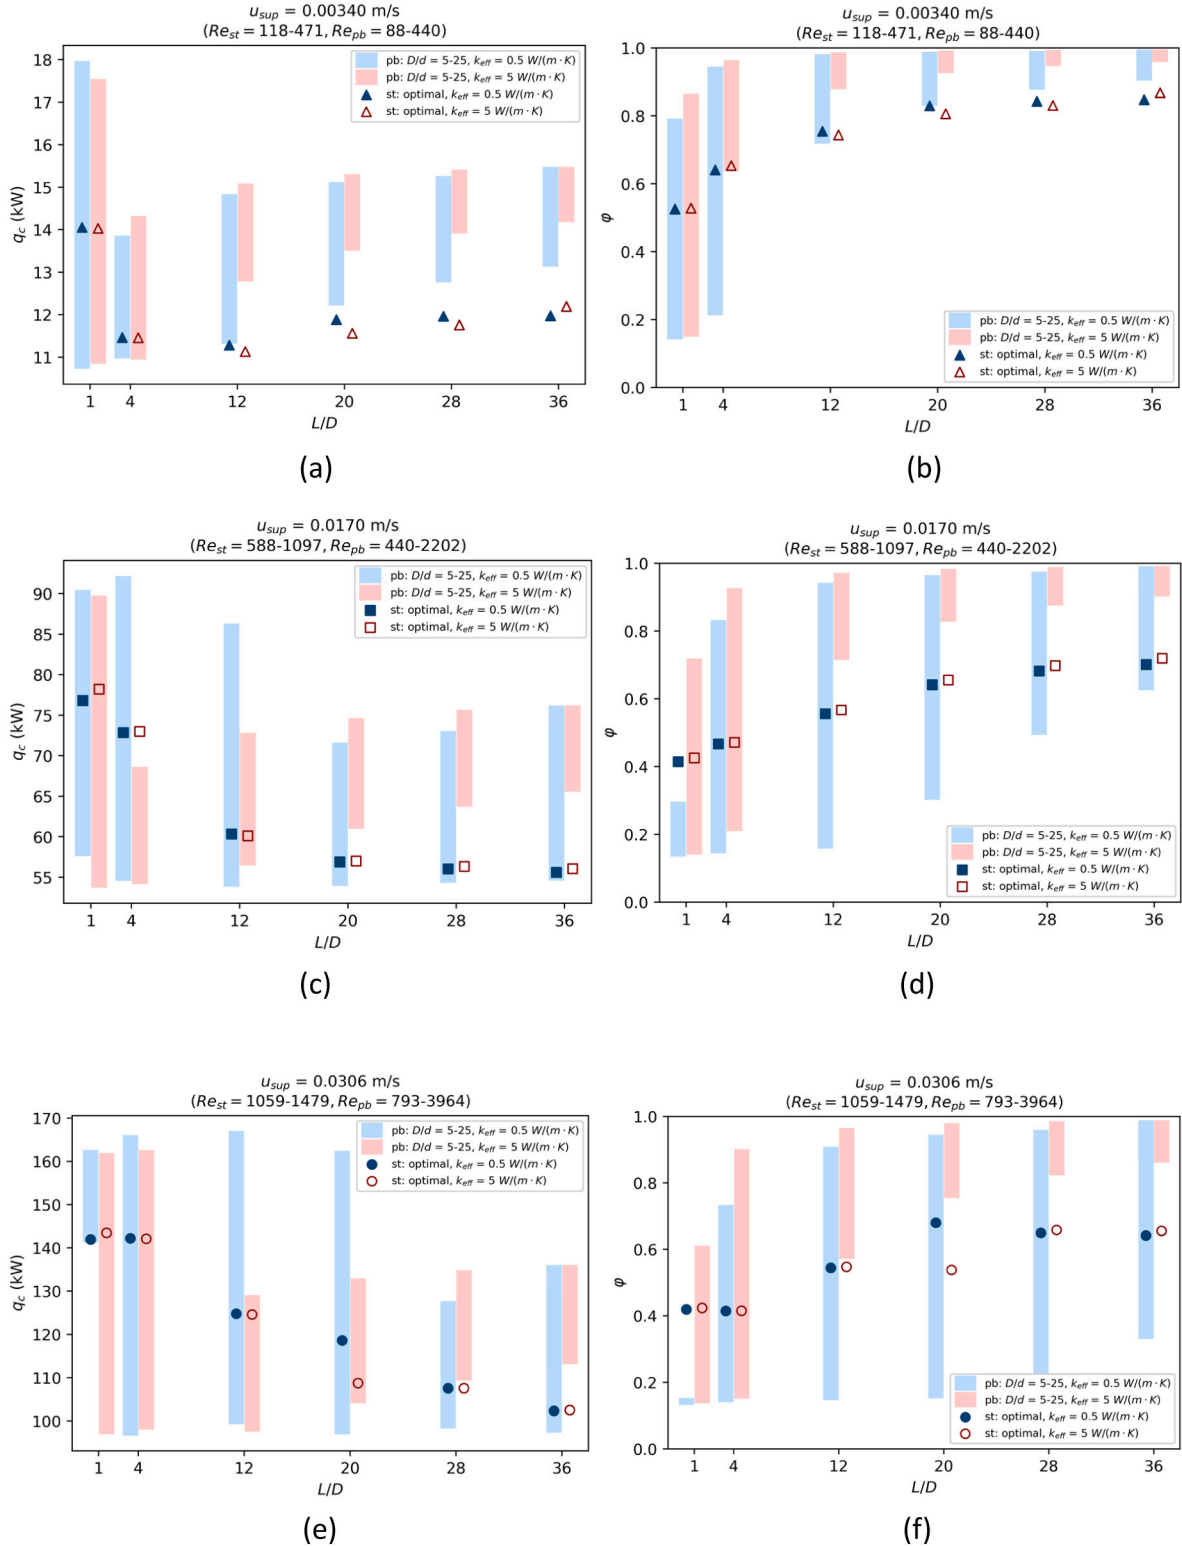 u_sup = 0.00340 m/s
(Re_st = 118-471, Re_pb = 88-440)
18
17
16
15
14
13
12
11
q_c (kW)
pb: D/d = 5-25, k_eff = 0.5 W/(m · K)
pb: D/d = 5-25, k_eff = 5 W/(m · K)
st: optimal, k_eff = 0.5 W/(m · K)
st: optimal, k_eff = 5 W/(m · K)
1 4 12 20 28 36
L/D
(a)
u_sup = 0.00340 m/s
(Re_st = 118-471, Re_pb = 88-440)
1.0
0.8
0.6
0.4
0.2
0.0
φ
pb: D/d = 5-25, k_eff = 0.5 W/(m · K)
pb: D/d = 5-25, k_eff = 5 W/(m · K)
st: optimal, k_eff = 0.5 W/(m · K)
st: optimal, k_eff = 5 W/(m · K)
1 4 12 20 28 36
L/D
(b)
u_sup = 0.0170 m/s
(Re_st = 588-1097, Re_pb = 440-2202)
90
85
80
75
70
65
60
55
q_c (kW)
pb: D/d = 5-25, k_eff = 0.5 W/(m · K)
pb: D/d = 5-25, k_eff = 5 W/(m · K)
st: optimal, k_eff = 0.5 W/(m · K)
st: optimal, k_eff = 5 W/(m · K)
1 4 12 20 28 36
L/D
(c)
u_sup = 0.0170 m/s
(Re_st = 588-1097, Re_pb = 440-2202)
1.0
0.8
0.6
0.4
0.2
0.0
φ
pb: D/d = 5-25, k_eff = 0.5 W/(m · K)
pb: D/d = 5-25, k_eff = 5 W/(m · K)
st: optimal, k_eff = 0.5 W/(m · K)
st: optimal, k_eff = 5 W/(m · K)
1 4 12 20 28 36
L/D
(d)
u_sup = 0.0306 m/s
(Re_st = 1059-1479, Re_pb = 793-3964)
170
160
150
140
130
120
110
100
q_c (kW)
pb: D/d = 5-25, k_eff = 0.5 W/(m · K)
pb: D/d = 5-25, k_eff = 5 W/(m · K)
st: optimal, k_eff = 0.5 W/(m · K)
st: optimal, k_eff = 5 W/(m · K)
1 4 12 20 28 36
L/D
(e)
u_sup = 0.0306 m/s
(Re_st = 1059-1479, Re_pb = 793-3964)
1.0
0.8
0.6
0.4
0.2
0.0
φ
pb: D/d = 5-25, k_eff = 0.5 W/(m · K)
pb: D/d = 5-25, k_eff = 5 W/(m · K)
st: optimal, k_eff = 0.5 W/(m · K)
st: optimal, k_eff = 5 W/(m · K)
1 4 12 20 28 36
L/D
(f)